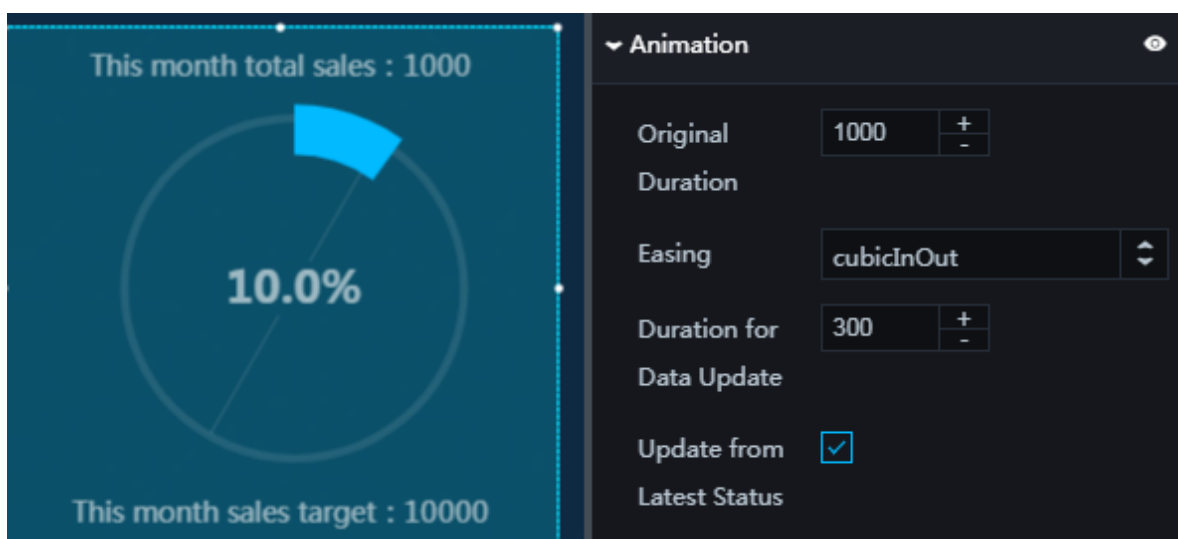 This month total sales : 1000
10.0%
This month sales target : 10000
Animation
Original
Duration
1000
+
-
Easing
cubicInOut
Duration for
Data Update
300
+
-
Update from
Latest Status